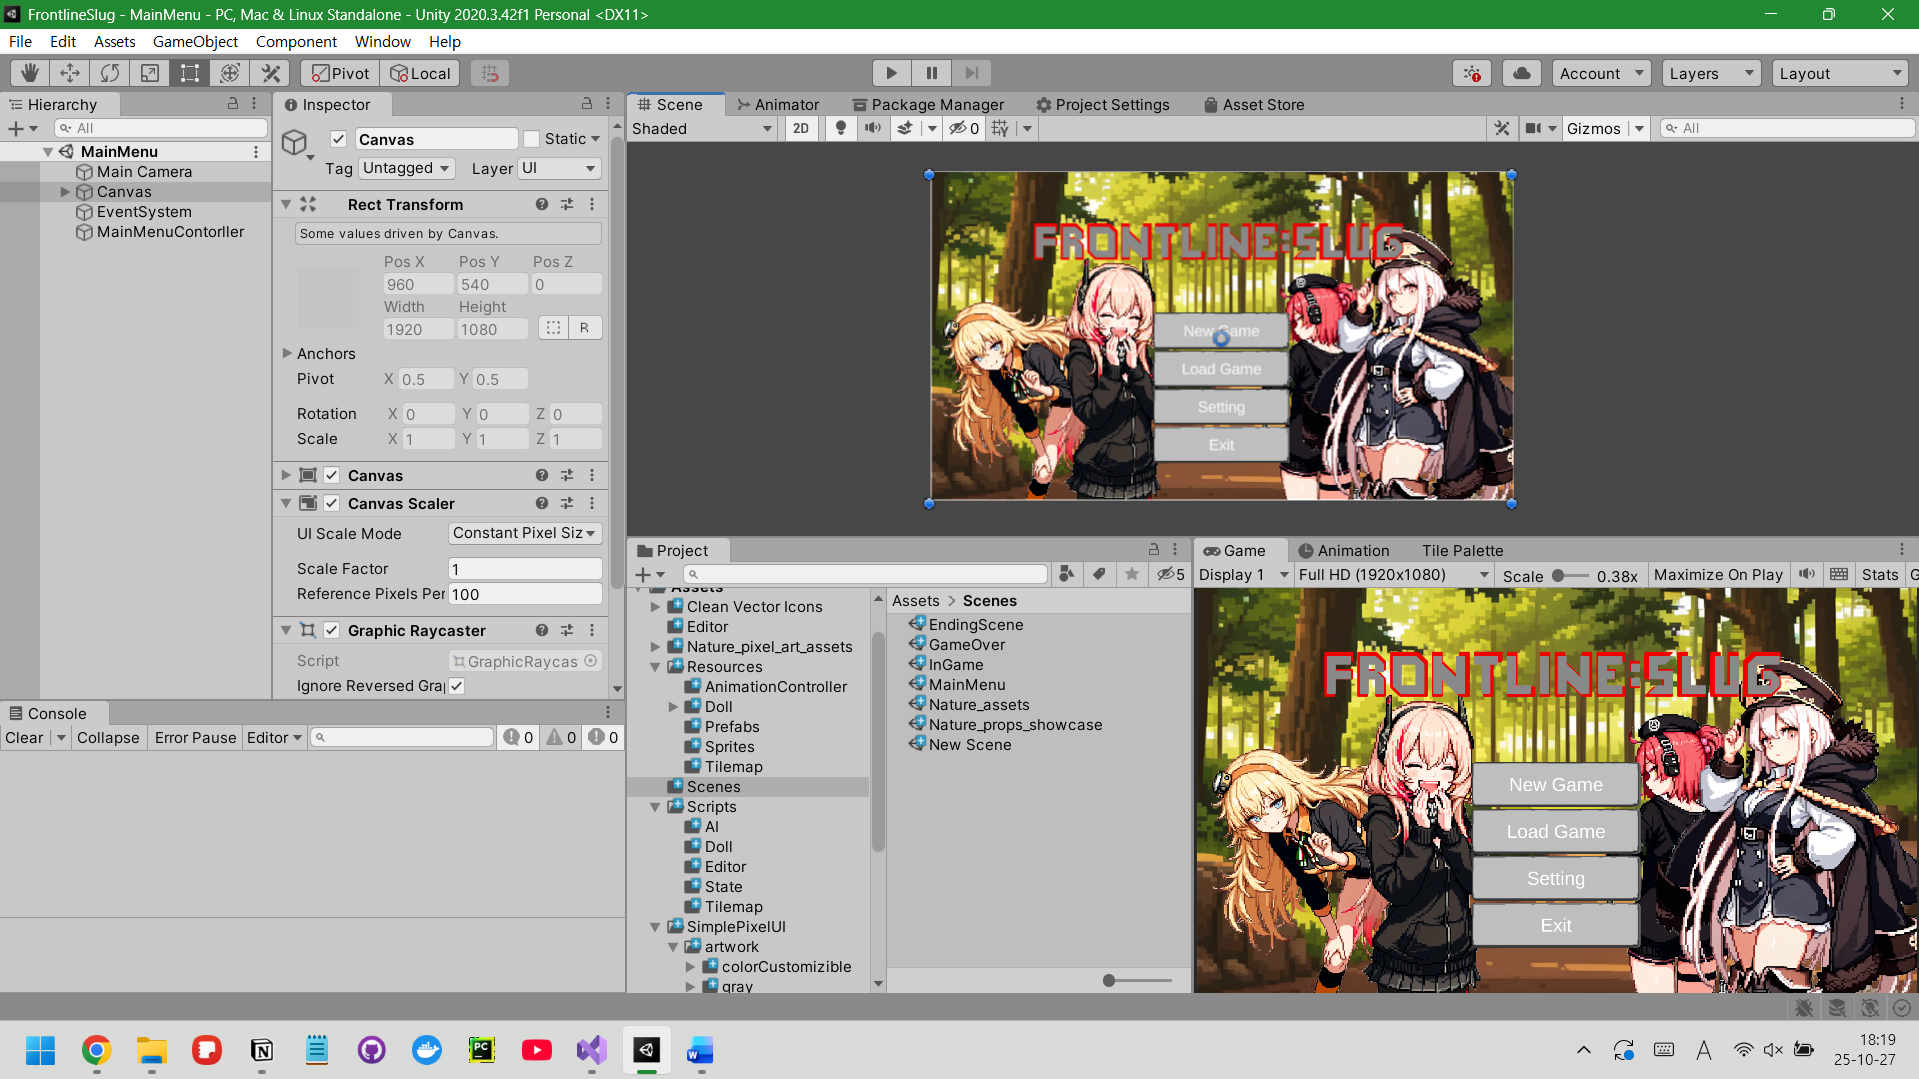 FrontlineSlug - MainMenu - PC, Mac & Linux Standalone - Unity 2020.3.42f1 Personal <DX11>
File Edit Assets GameObject Component Window Help
Pivot Local Account Layers Layout
Hierarchy
All
MainMenu
Main Camera
Canvas
EventSystem
MainMenuContorller
Inspector
Canvas Static
Tag Untagged Layer UI
Rect Transform
Some values driven by Canvas.
Pos X Pos Y Pos Z
960 540 0
Width Height
1920 1080 R
Anchors
Pivot X 0.5 Y 0.5
Rotation X 0 Y 0 Z 0
Scale X 1 Y 1 Z 1
Canvas
Canvas Scaler
UI Scale Mode Constant Pixel Siz
Scale Factor 1
Reference Pixels Per 100
Graphic Raycaster
Script GraphicRaycas
Ignore Reversed Gra
Scene Animator Package Manager Project Settings Asset Store
Shaded 2D 0 Gizmos All
FRONTLINE:SLUG
New Game
Load Game
Setting
Exit
Console
Clear Collapse Error Pause Editor 0 0 0
Project
5
Assets
Clean Vector Icons
Editor
Nature_pixel_art_assets
Resources
AnimationController
Doll
Prefabs
Sprites
Tilemap
Scenes
Scripts
AI
Doll
Editor
State
Tilemap
SimplePixelUI
artwork
colorCustomizible
gray
Assets > Scenes
EndingScene
GameOver
InGame
MainMenu
Nature_assets
Nature_props_showcase
New Scene
Game Animation Tile Palette
Display 1 Full HD (1920x1080) Scale 0.38x Maximize On Play Stats G
FRONTLINE:SLUG
New Game
Load Game
Setting
Exit
PC
W
A
18:19
25-10-27